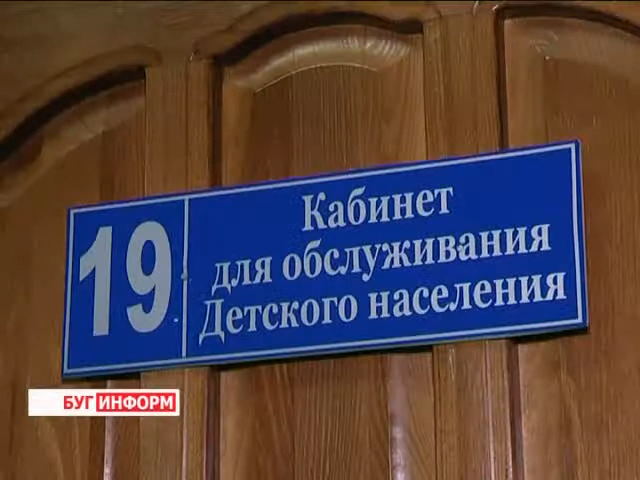 19
Кабинет
для обслуживания
Детского населения
БУГ ИНФОРМ